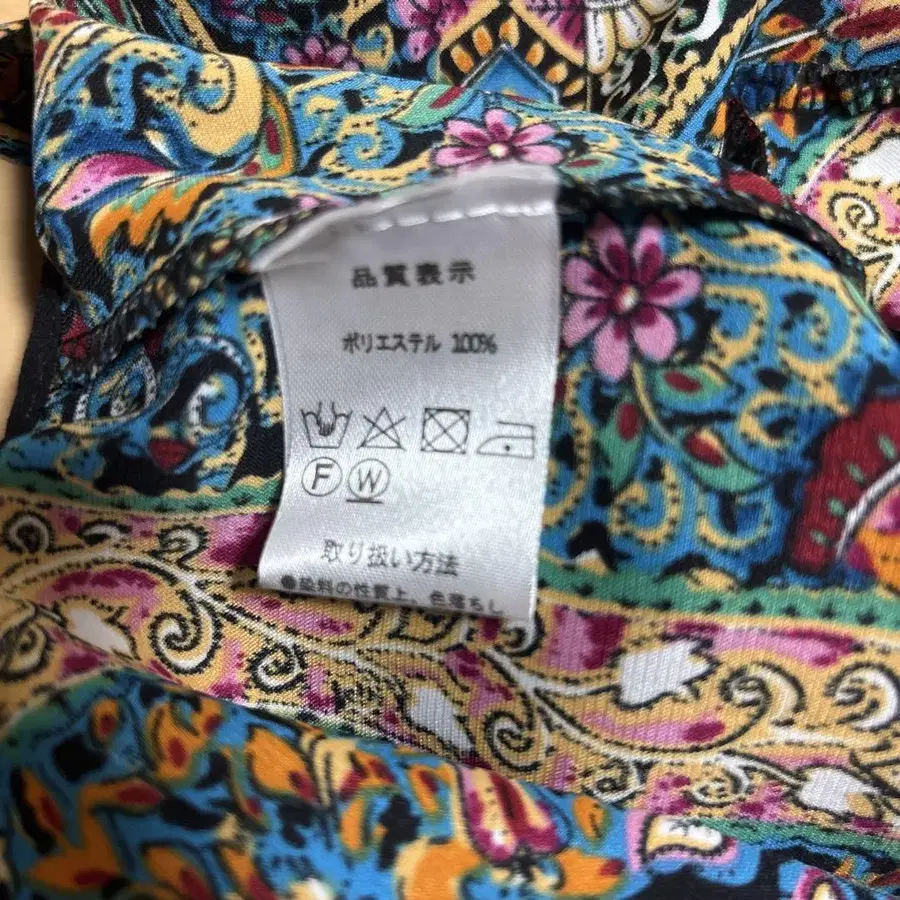 品質表示
ポリエステル 100%
F W
取り扱い方法
●染料の性質上、色落ちし